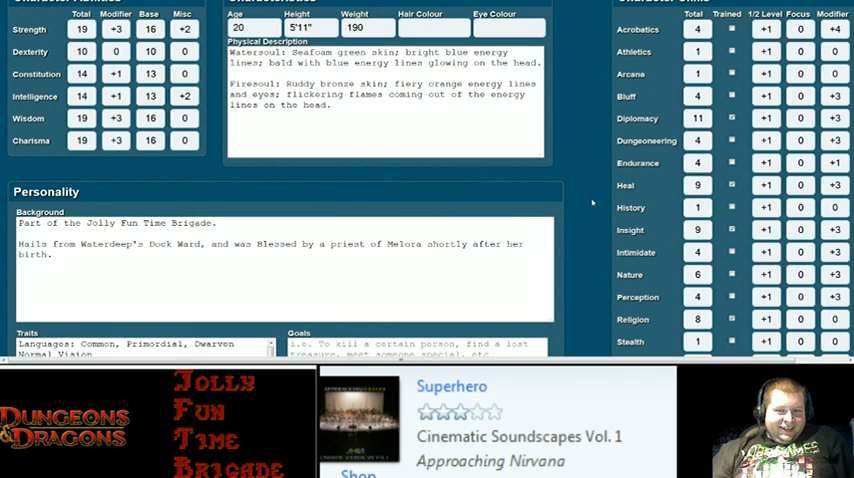 Total Modifier Base Misc
Strength 19 +3 16 +2
Dexterity 10 0 10 0
Constitution 14 +1 13 0
Intelligence 14 +1 13 +2
Wisdom 19 +3 16 0
Charisma 19 +3 16 0
Age Height Weight Hair Colour Eye Colour
20 5'11" 190
Physical Description
Watersoul: Seafoam green skin; bright blue energy
lines; bald with blue energy lines glowing on the head.
Firesoul: Ruddy bronze skin; fiery orange energy lines
and eyes; flickering flames coming out of the energy
lines on the head.
Personality
Background
Part of the Jolly Fun Time Brigade.
Hails from Waterdeep's Dock Ward, and was Blessed by a priest of Melora shortly after her
birth.
Traits
Languages: Common, Primordial, Dwarven
Normal Vision
Goals
i.e. To kill a certain person, find a lost
treasure, meet someone special, etc
Total Trained 1/2 Level Focus Modifier
Acrobatics 4 +1 0 +4
Athletics 1 +1 0 0
Arcana 1 +1 0 0
Bluff 4 +1 0 +3
Diplomacy 11 +1 0 +3
Dungeoneering 4 +1 0 +3
Endurance 4 +1 0 +1
Heal 9 +1 0 +3
History 1 +1 0 0
Insight 9 +1 0 +3
Intimidate 4 +1 0 +3
Nature 6 +1 0 +3
Perception 4 +1 0 +3
Religion 8 +1 0 0
Stealth 1 +1 0 0
DUNGEONS
& DRAGONS
JOLLY
FUN
TIME
BRIGADE
Superhero
Cinematic Soundscapes Vol. 1
Approaching Nirvana
Shop